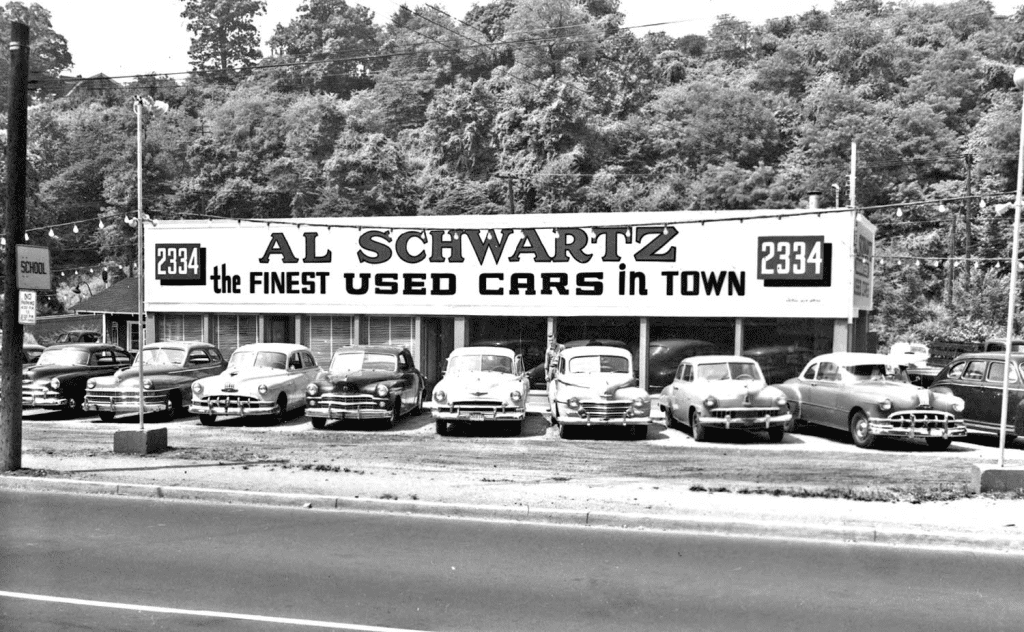 2334
AL SCHWARTZ
the FINEST USED CARS in TOWN
2334
SCHOOL
NO